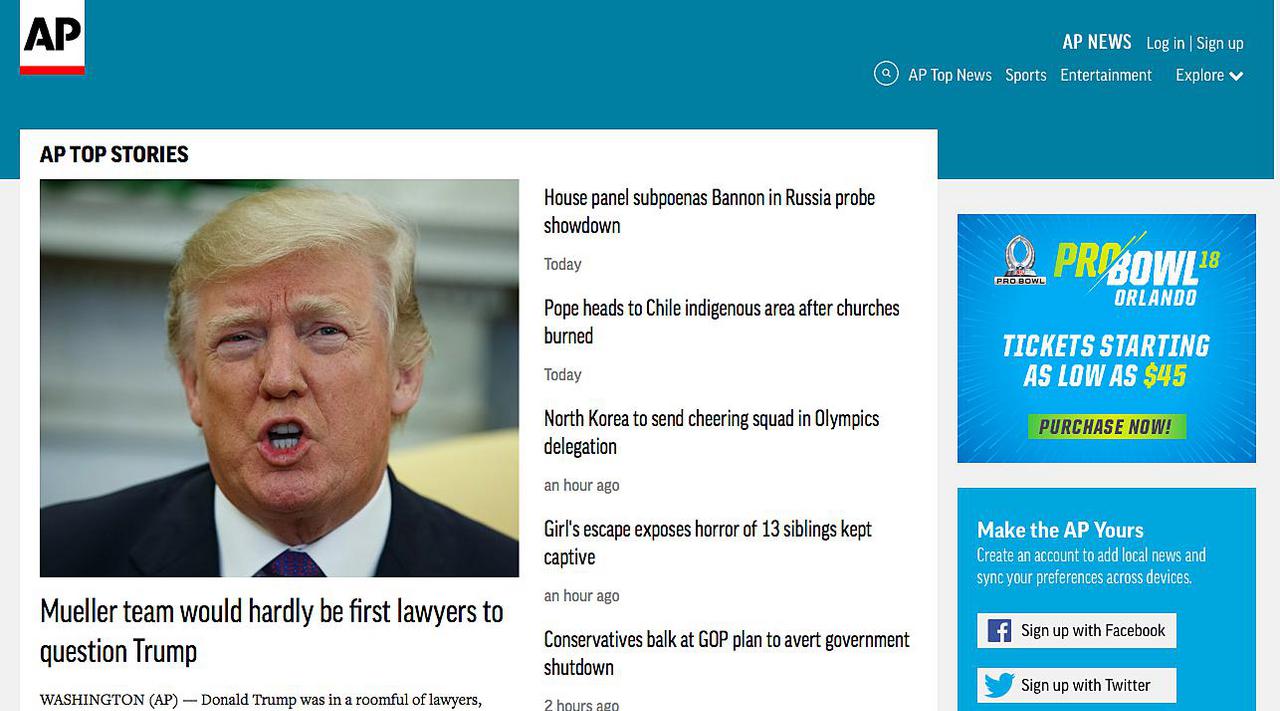 AP
AP NEWS Log in | Sign up
AP Top News Sports Entertainment Explore
AP TOP STORIES
Mueller team would hardly be first lawyers to
question Trump
WASHINGTON (AP) — Donald Trump was in a roomful of lawyers,
House panel subpoenas Bannon in Russia probe
showdown
Today
Pope heads to Chile indigenous area after churches
burned
Today
North Korea to send cheering squad in Olympics
delegation
an hour ago
Girl's escape exposes horror of 13 siblings kept
captive
an hour ago
Conservatives balk at GOP plan to avert government
shutdown
2 hours ago
PRO BOWL
PRO BOWL 18
ORLANDO
TICKETS STARTING
AS LOW AS $45
PURCHASE NOW!
Make the AP Yours
Create an account to add local news and
sync your preferences across devices.
Sign up with Facebook
Sign up with Twitter